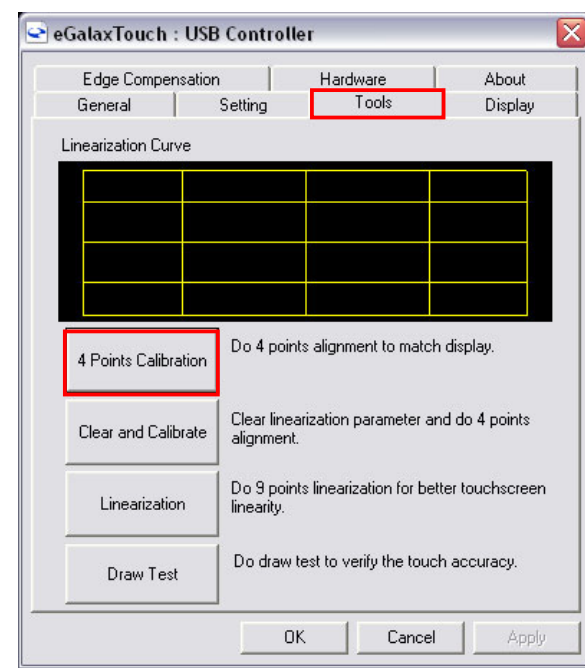 eGalaxTouch : USB Controller
Edge Compensation Hardware About
General Setting Tools Display
Linearization Curve
4 Points Calibration Do 4 points alignment to match display.
Clear and Calibrate Clear linearization parameter and do 4 points
alignment.
Linearization Do 9 points linearization for better touchscreen
linearity.
Draw Test Do draw test to verify the touch accuracy.
OK Cancel Apply